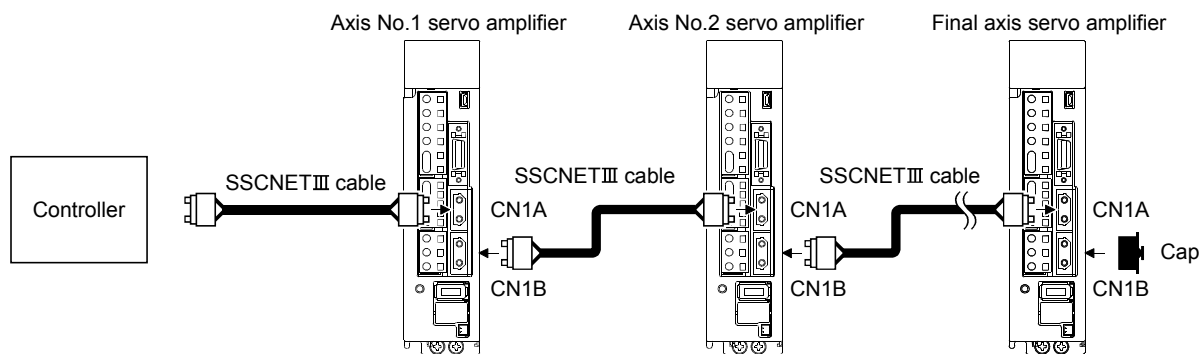 Axis No.1 servo amplifier
Axis No.2 servo amplifier
Final axis servo amplifier
Controller
SSCNETⅢ cable
CN1A
CN1B
SSCNETⅢ cable
CN1A
CN1B
SSCNETⅢ cable
CN1A
CN1B
Cap